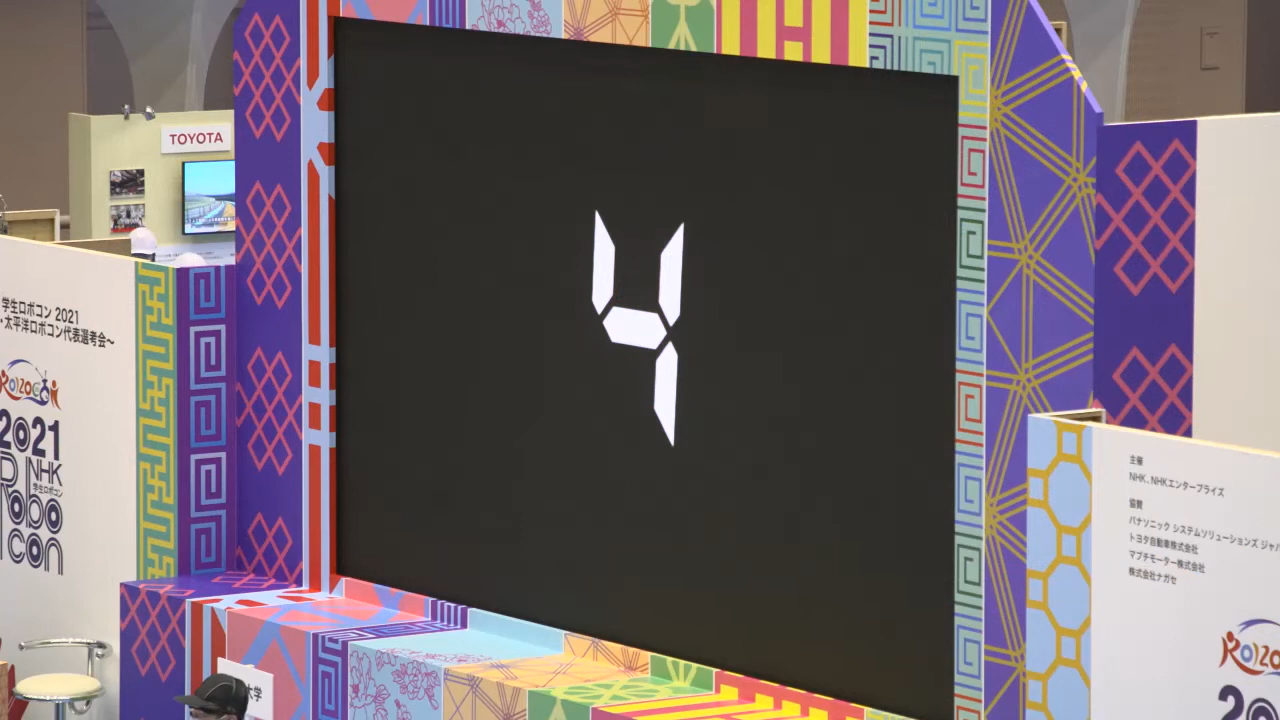 TOYOTA
4
学生ロボコン 2021
・太平洋ロボコン代表選考会〜
2021
NHK
学生ロボコン
Robo
con
大学
主催
NHK、NHKエンタープライズ
協賛
パナソニック システムソリューションズ ジャパ
トヨタ自動車株式会社
マブチモーター株式会社
株式会社ナガセ
20